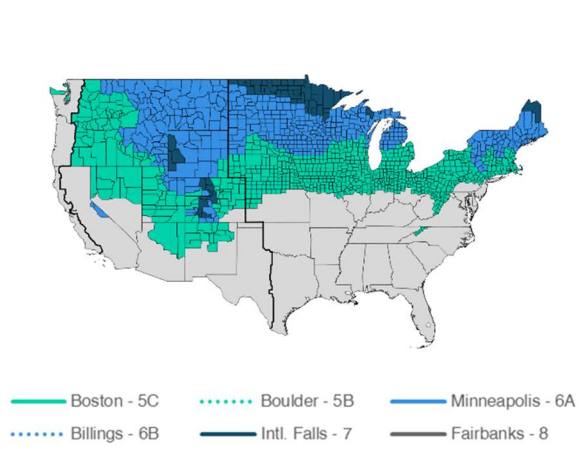 Boston - 5C
Boulder - 5B
Minneapolis - 6A
Billings - 6B
Intl. Falls - 7
Fairbanks - 8